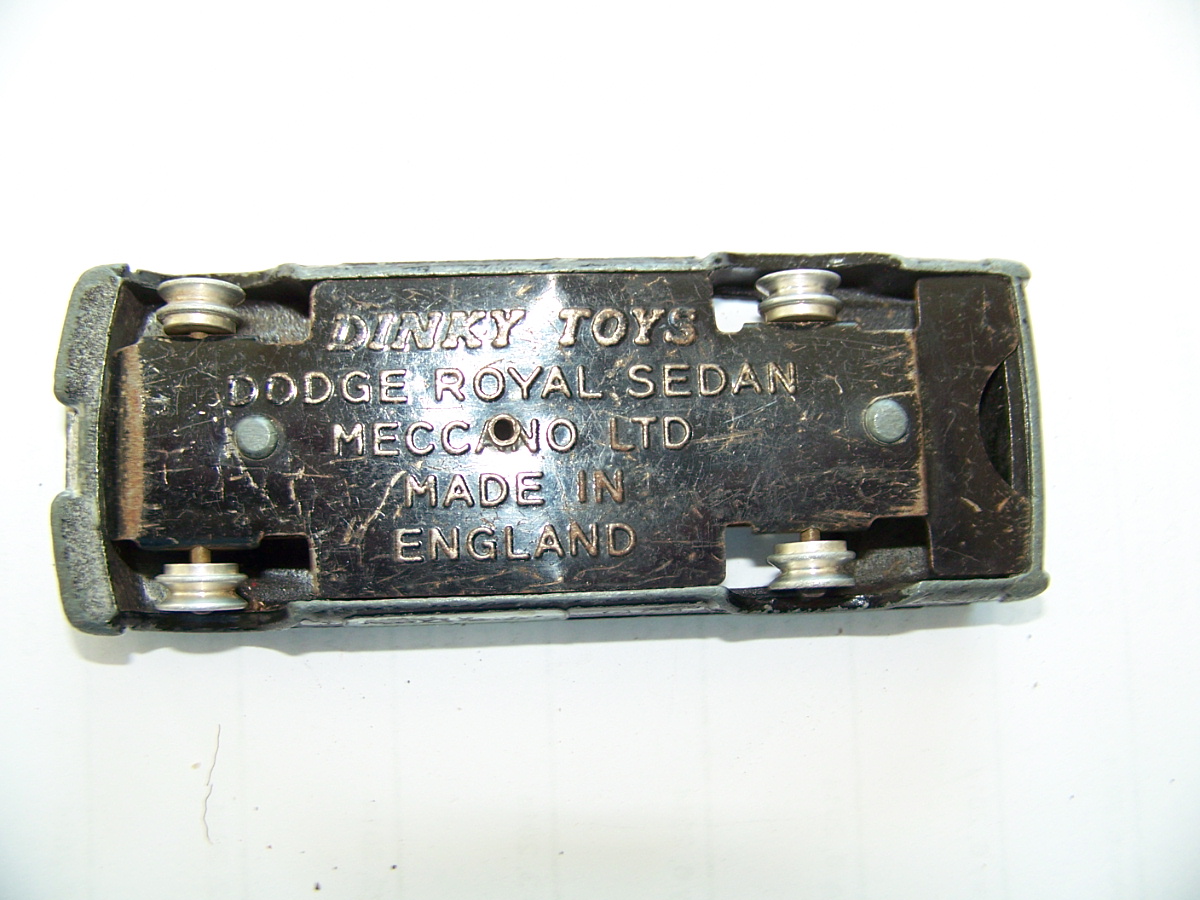 DINKY TOYS
DODGE ROYAL SEDAN
MECCANO LTD
MADE IN
ENGLAND